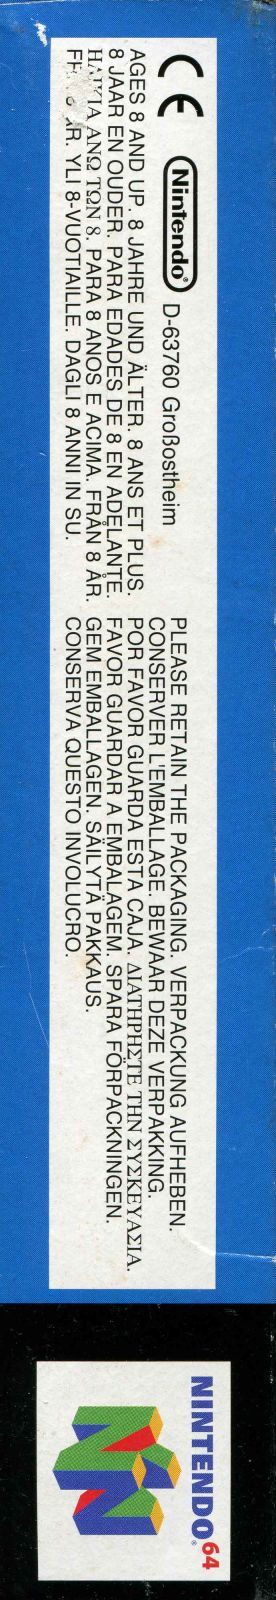 CE Nintendo® D-63760 Großostheim
AGES 8 AND UP. 8 JAHRE UND ÄLTER. 8 ANS ET PLUS.
8 JAAR EN OUDER. PARA EDADES DE 8 EN ADELANTE.
ΗΛΙΚΙΑ ΑΝΩ ΤΩΝ 8. PARA 8 ANOS E ACIMA. FRÅN 8 ÅR.
8 ÅR. YLI 8-VUOTIAILLE. DAGLI 8 ANNI IN SU.
PLEASE RETAIN THE PACKAGING. VERPACKUNG AUFHEBEN.
CONSERVER L'EMBALLAGE. BEWAAR DEZE VERPAKKING.
POR FAVOR GUARDA ESTA CAJA. ΔΙΑΤΗΡΗΣΤΕ ΤΗΝ ΣΥΣΚΕΥΑΣΙΑ.
FAVOR GUARDAR A EMBALAGEM. SPARA FÖRPACKNINGEN.
GEM EMBALLAGEN. SÄILYTÄ PAKKAUS.
CONSERVA QUESTO INVOLUCRO.
NINTENDO®64